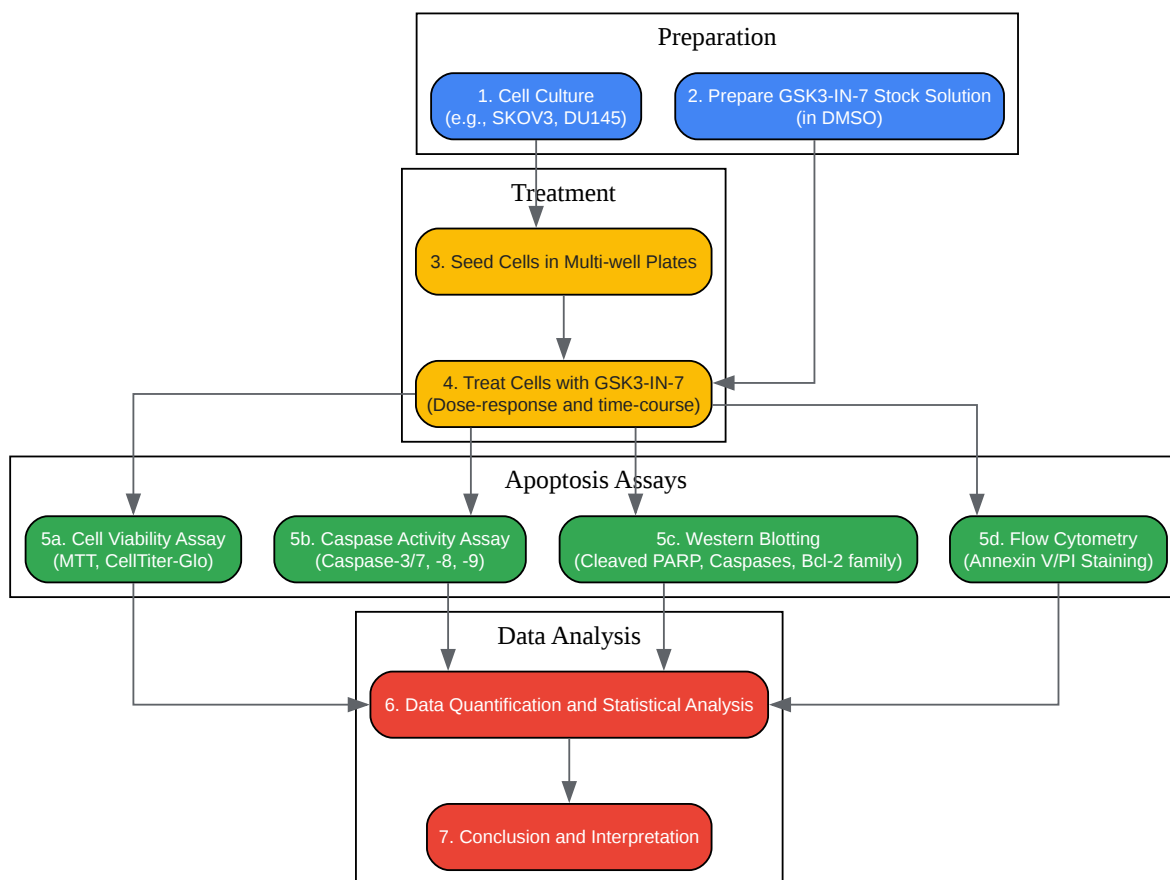 Preparation
1. Cell Culture
(e.g., SKOV3, DU145)
2. Prepare GSK3-IN-7 Stock Solution
(in DMSO)
Treatment
3. Seed Cells in Multi-well Plates
4. Treat Cells with GSK3-IN-7
(Dose-response and time-course)
Apoptosis Assays
5a. Cell Viability Assay
(MTT, CellTiter-Glo)
5b. Caspase Activity Assay
(Caspase-3/7, -8, -9)
5c. Western Blotting
(Cleaved PARP, Caspases, Bcl-2 family)
5d. Flow Cytometry
(Annexin V/PI Staining)
Data Analysis
6. Data Quantification and Statistical Analysis
7. Conclusion and Interpretation